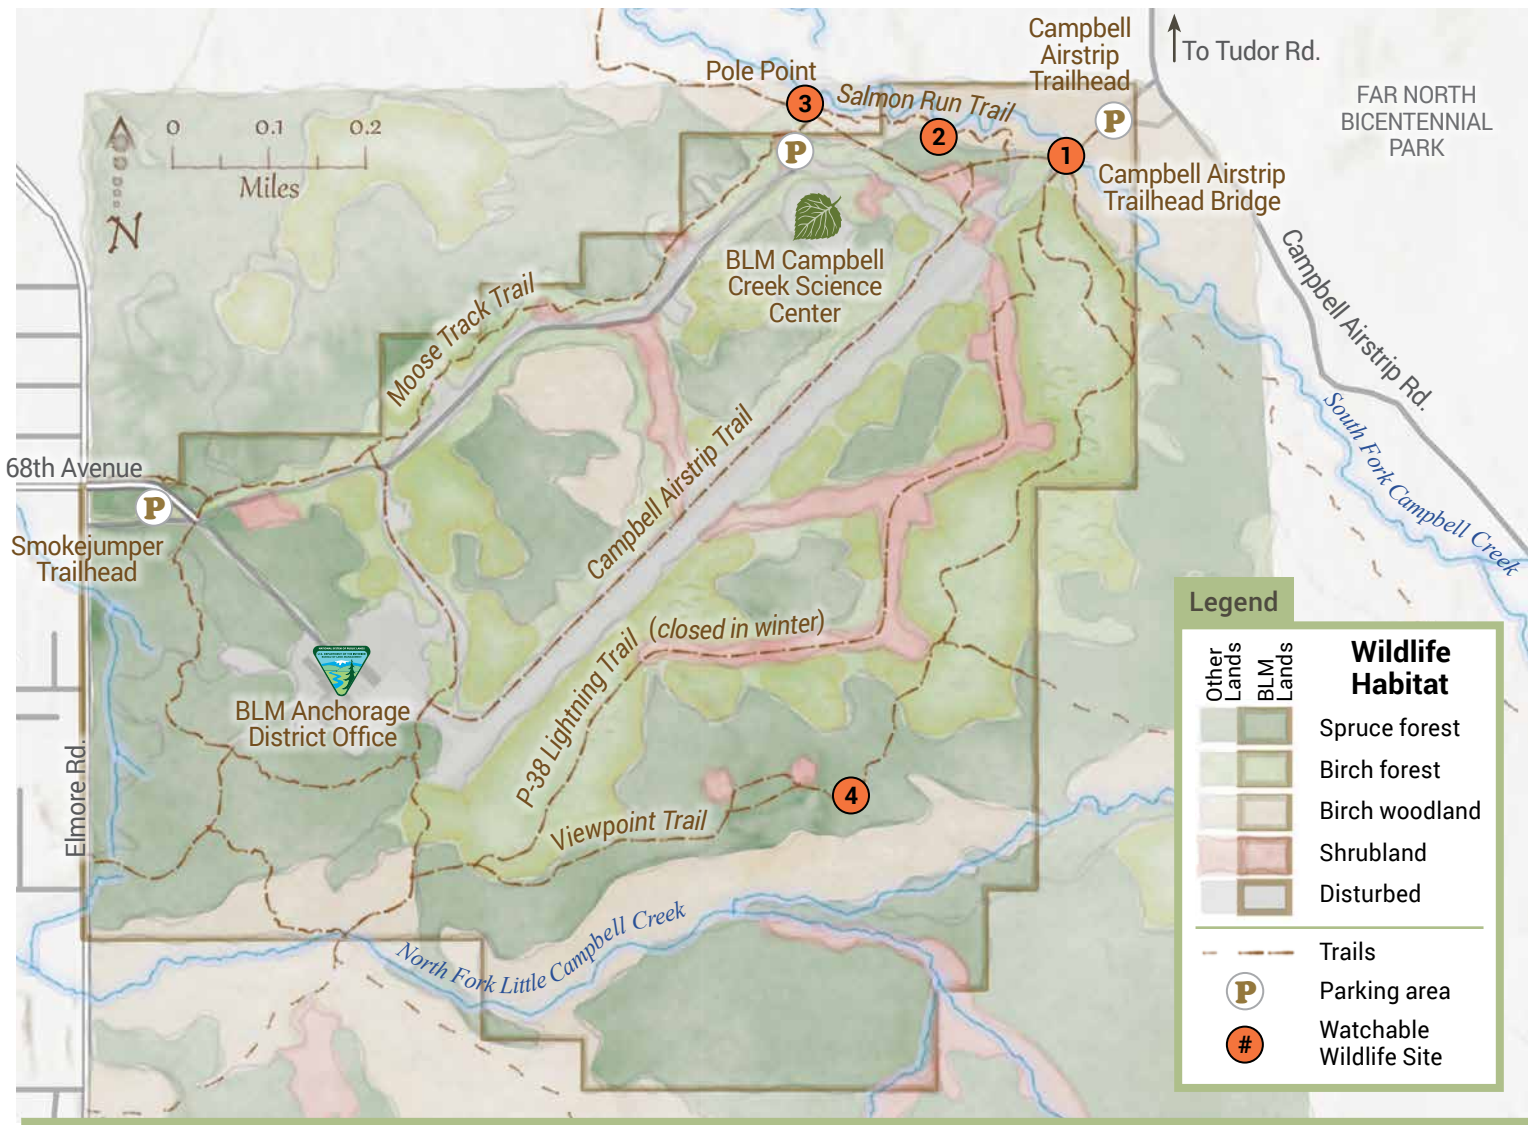 Campbell
Airstrip
Trailhead
To Tudor Rd.
Pole Point
3
Salmon Run Trail
2
P
1
FAR NORTH
BICENTENNIAL
PARK
0 0.1 0.2
Miles
N
P
Campbell Airstrip
Trailhead Bridge
BLM Campbell
Creek Science
Center
Campbell Airstrip Rd.
Moose Track Trail
South Fork Campbell Creek
Campbell Airstrip Trail
68th Avenue
P
Smokejumper
Trailhead
P-38 Lightning Trail (closed in winter)
BLM Anchorage
District Office
Elmore Rd.
4
Viewpoint Trail
North Fork Little Campbell Creek
Legend
Other
Lands
BLM
Lands
Wildlife
Habitat
Spruce forest
Birch forest
Birch woodland
Shrubland
Disturbed
Trails
P Parking area
# Watchable
Wildlife Site